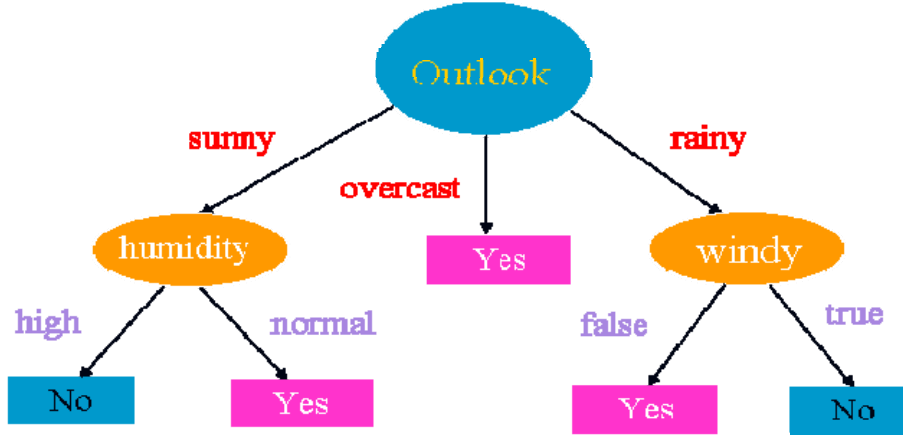 Outlook
sunny
overcast
rainy
humidity
Yes
windy
high
normal
false
true
No
Yes
Yes
No